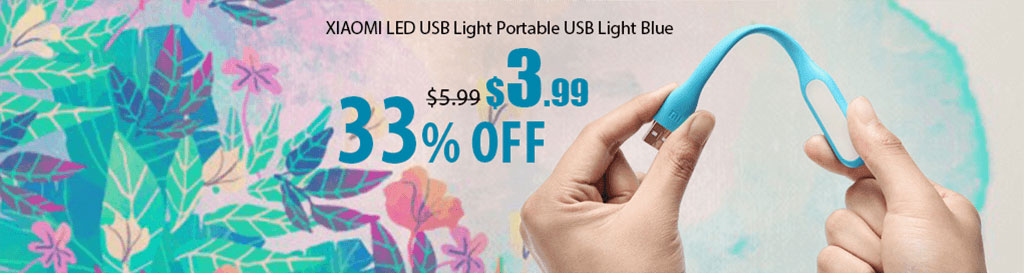 XIAOMI LED USB Light Portable USB Light Blue
$5.99 $3.99
33% OFF